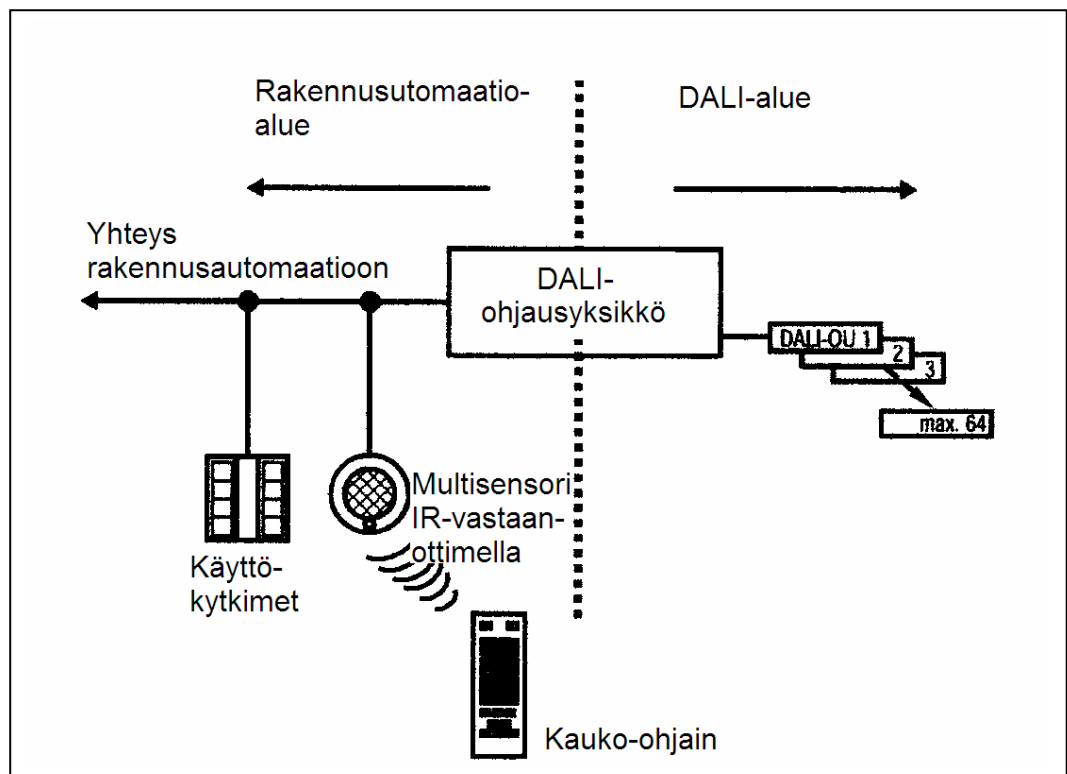 Rakennusutomaatio-
alue
DALI-alue
Yhteys
rakennusautomaatioon
DALI-
ohjausyksikkö
DALI-OU 1
2
3
max. 64
Multisensori
IR-vastaan-
ottimella
Käyttö-
kytkimet
Kauko-ohjain